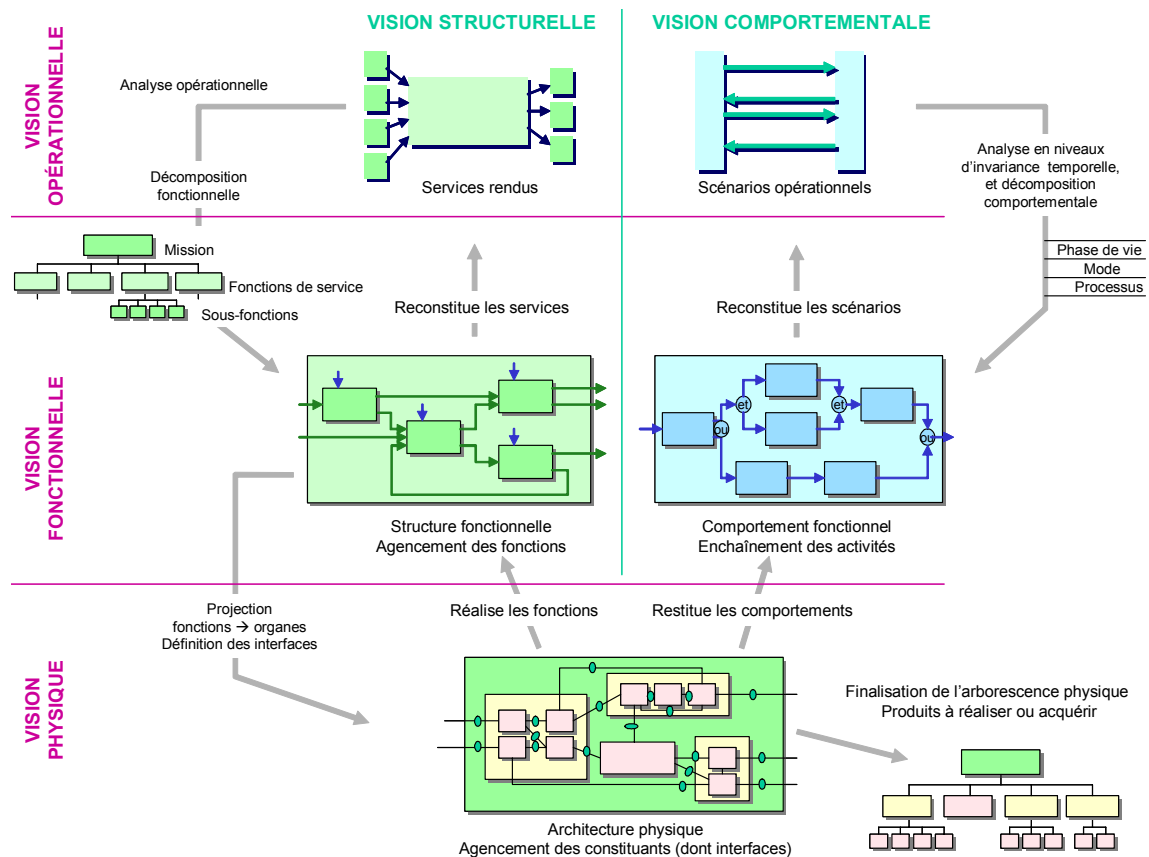 VISION STRUCTURELLE
VISION COMPORTEMENTALE
VISION
OPÉRATIONNELLE
Analyse opérationnelle
Décomposition
fonctionnelle
Services rendus
Scénarios opérationnels
Analyse en niveaux
d'invariance temporelle,
et décomposition
comportementale
Phase de vie
Mode
Processus
Mission
Fonctions de service
Sous-fonctions
Reconstitue les services
Reconstitue les scénarios
VISION
FONCTIONNELLE
ou
et
et
ou
Structure fonctionnelle
Agencement des fonctions
Comportement fonctionnel
Enchaînement des activités
VISION
PHYSIQUE
Projection
fonctions → organes
Définition des interfaces
Réalise les fonctions
Restitue les comportements
Finalisation de l'arborescence physique
Produits à réaliser ou acquérir
Architecture physique
Agencement des constituants (dont interfaces)